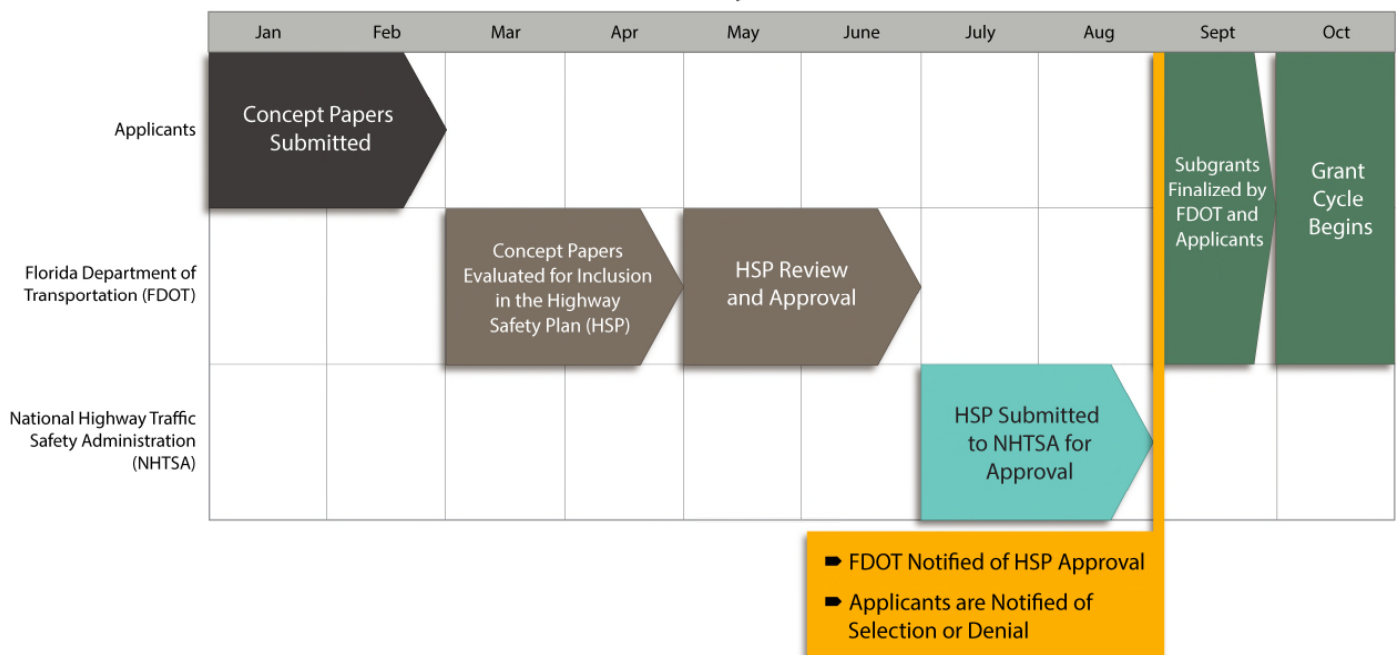 Jan Feb Mar Apr May June July Aug Sept Oct
Applicants
Concept Papers
Submitted
Subgrants
Finalized by
FDOT and
Applicants
Grant
Cycle
Begins
Florida Department of
Transportation (FDOT)
Concept Papers
Evaluated for Inclusion
in the Highway
Safety Plan (HSP)
HSP Review
and Approval
National Highway Traffic
Safety Administration
(NHTSA)
HSP Submitted
to NHTSA for
Approval
FDOT Notified of HSP Approval
Applicants are Notified of
Selection or Denial